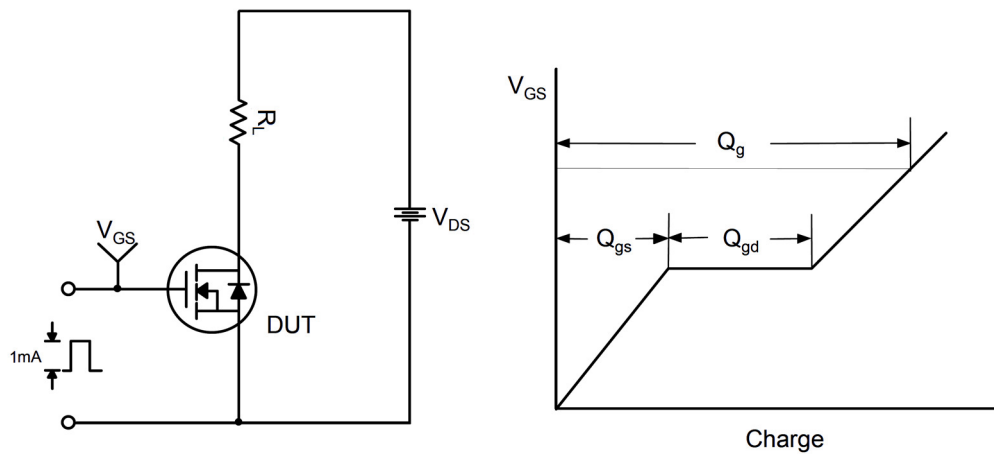 R_L
V_GS
V_DS
DUT
1mA
V_GS
Q_g
Q_gs
Q_gd
Charge